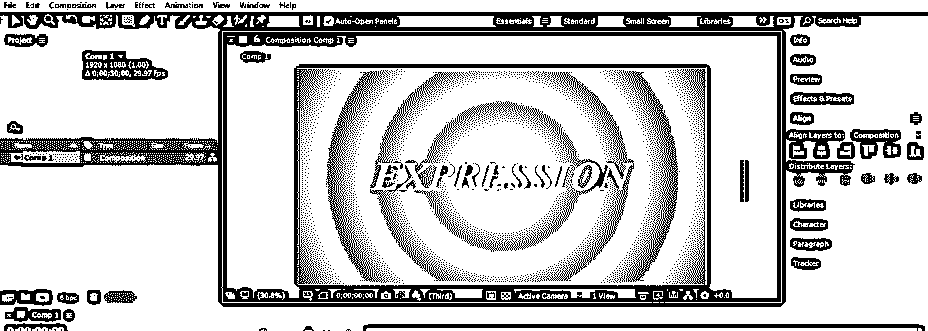 File Edit Composition Layer Effect Animation View Window Help
Auto-Open Panels Essentials Standard Small Screen Libraries Search Help
Project
Comp 1
1920 x 1080 (1.00)
Δ 0;00;30;00, 29.97 fps
Comp 1 Composition 29.97
8 bpc
Comp 1
0;00;00;00
Composition Comp 1
Comp 1
EXPRESSION
(30.8%) 0;00;00;00 (Third) Active Camera 1 View +0.0
Info
Audio
Preview
Effects & Presets
Align
Align Layers to: Composition
Distribute Layers:
Libraries
Character
Paragraph
Tracker